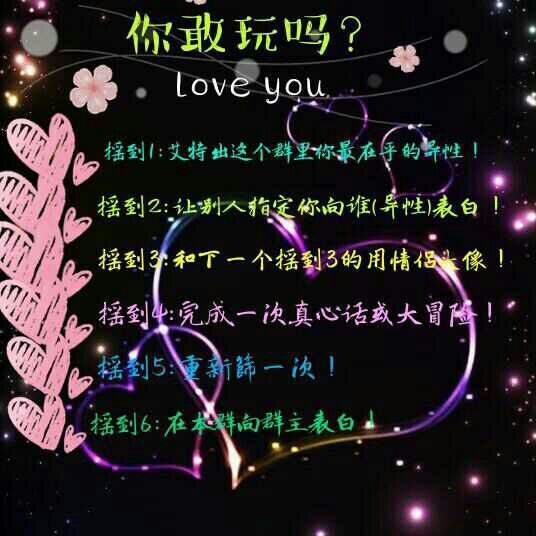 你敢玩吗？
Love you
摇到1:艾特出这个群里你最在乎的异性！
摇到2:让别人指定你向谁(异性)表白！
摇到3:和下一个摇到3的用情侣头像！
摇到4:完成一次真心话或大冒险！
摇到5:重新篩一次！
摇到6:在本群向群主表白！